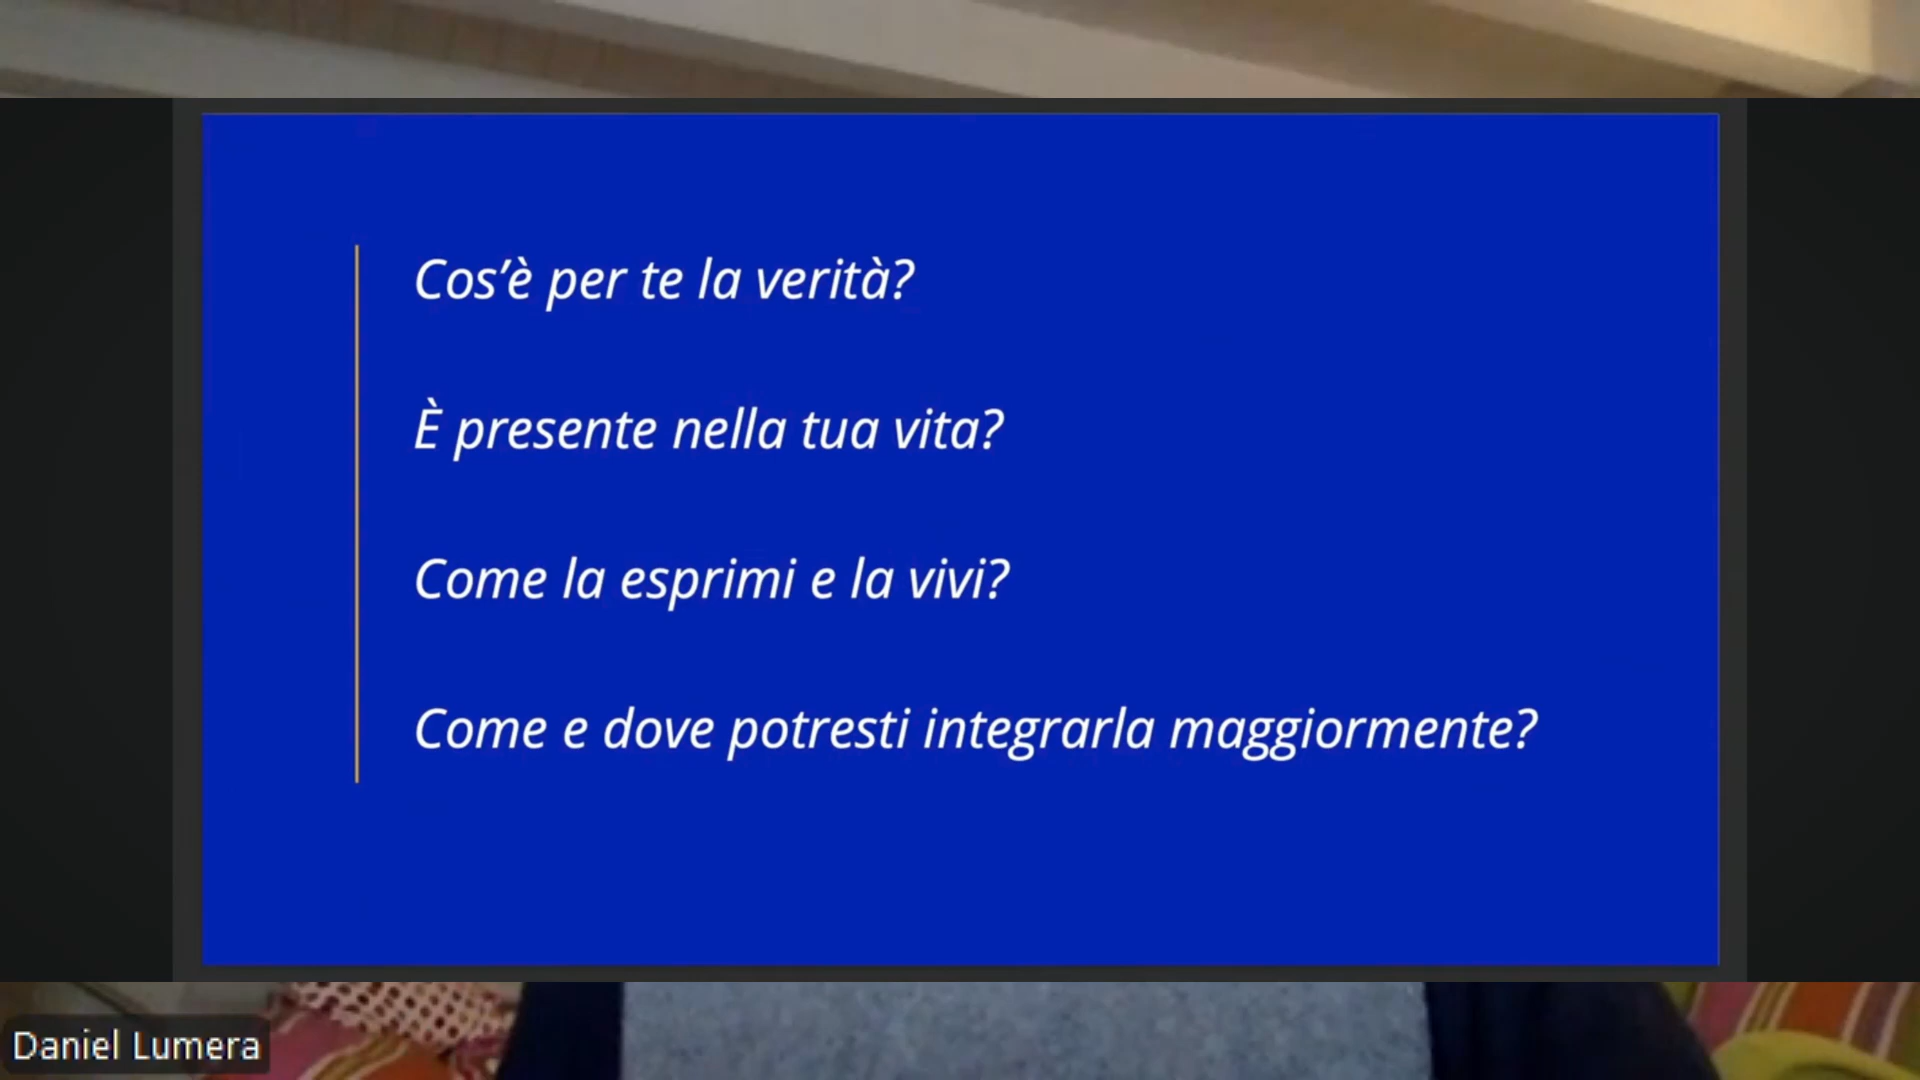 Cos’è per te la verità?
È presente nella tua vita?
Come la esprimi e la vivi?
Come e dove potresti integrarla maggiormente?
Daniel Lumera